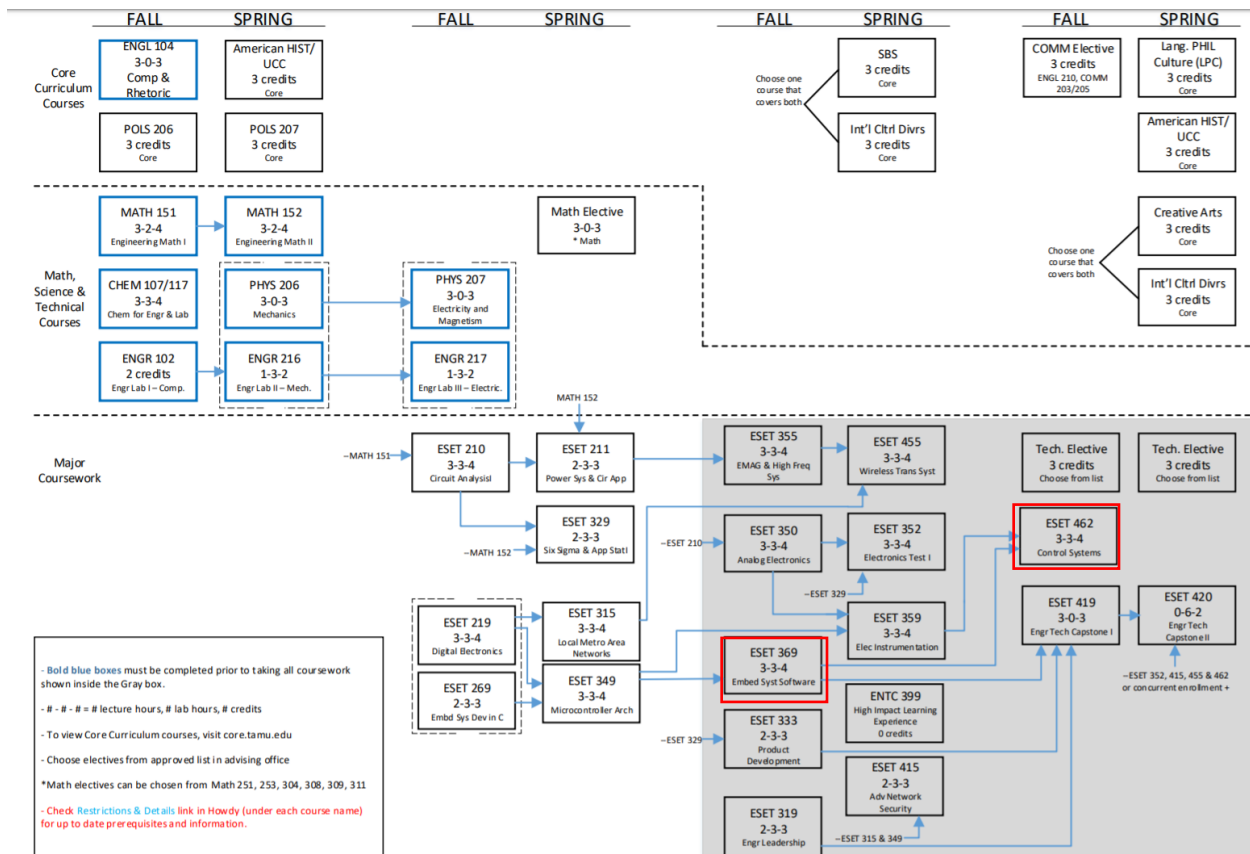 FALL SPRING FALL SPRING FALL SPRING FALL SPRING
Core
Curriculum
Courses
ENGL 104
3-0-3
Comp &
Rhetoric
American HIST/
UCC
3 credits
Core
POLS 206
3 credits
Core
POLS 207
3 credits
Core
Choose one
course that
covers both
SBS
3 credits
Core
Int'l Cltrl Divrs
3 credits
Core
COMM Elective
3 credits
ENGL 210, COMM
203/205
Lang. PHIL
Culture (LPC)
3 credits
Core
American HIST/
UCC
3 credits
Core
Math,
Science &
Technical
Courses
MATH 151
3-2-4
Engineering Math I
MATH 152
3-2-4
Engineering Math II
Math Elective
3-0-3
* Math
CHEM 107/117
3-3-4
Chem for Engr & Lab
PHYS 206
3-0-3
Mechanics
PHYS 207
3-0-3
Electricity and
Magnetism
ENGR 102
2 credits
Engr Lab I – Comp.
ENGR 216
1-3-2
Engr Lab II – Mech.
ENGR 217
1-3-2
Engr Lab III – Electric.
Choose one
course that
covers both
Creative Arts
3 credits
Core
Int'l Cltrl Divrs
3 credits
Core
Major
Coursework
MATH 152
–MATH 151
ESET 210
3-3-4
Circuit AnalysisI
ESET 211
2-3-3
Power Sys & Cir App
ESET 355
3-3-4
EMAG & High Freq
Sys
ESET 455
3-3-4
Wireless Trans Syst
Tech. Elective
3 credits
Choose from list
Tech. Elective
3 credits
Choose from list
–MATH 152
ESET 329
2-3-3
Six Sigma & App StatI
–ESET 210
ESET 350
3-3-4
Analog Electronics
ESET 352
3-3-4
Electronics Test I
–ESET 329
ESET 462
3-3-4
Control Systems
ESET 219
3-3-4
Digital Electronics
ESET 315
3-3-4
Local Metro Area
Networks
ESET 359
3-3-4
Elec Instrumentation
ESET 419
3-0-3
Engr Tech Capstone I
ESET 420
0-6-2
Engr Tech
Capstone II
–ESET 352, 415, 455 & 462
or concurrent enrollment +
ESET 269
2-3-3
Embd Sys Dev in C
ESET 349
3-3-4
Microcontroller Arch
ESET 369
3-3-4
Embed Syst Software
ENTC 399
High Impact Learning
Experience
0 credits
–ESET 329
ESET 333
2-3-3
Product
Development
ESET 415
2-3-3
Adv Network
Security
ESET 319
2-3-3
Engr Leadership
–ESET 315 & 349
- Bold blue boxes must be completed prior to taking all coursework
shown inside the Gray box.
- # - # - # = # lecture hours, # lab hours, # credits
- To view Core Curriculum courses, visit core.tamu.edu
- Choose electives from approved list in advising office
*Math electives can be chosen from Math 251, 253, 304, 308, 309, 311
- Check Restrictions & Details link in Howdy (under each course name)
for up to date prerequisites and information.